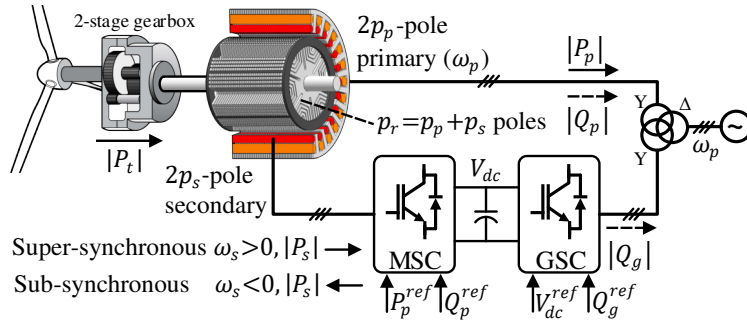 2-stage gearbox
2p_p-pole
primary (ω_p)
|P_p|
|Q_p|
Y
Δ
Y
ω_p
~
p_r=p_p+p_s poles
|P_t|
2p_s-pole
secondary
V_dc
MSC
GSC
|Q_g|
Super-synchronous ω_s>0, |P_s|
Sub-synchronous ω_s<0, |P_s|
P_p^ref
Q_p^ref
V_dc^ref
Q_g^ref